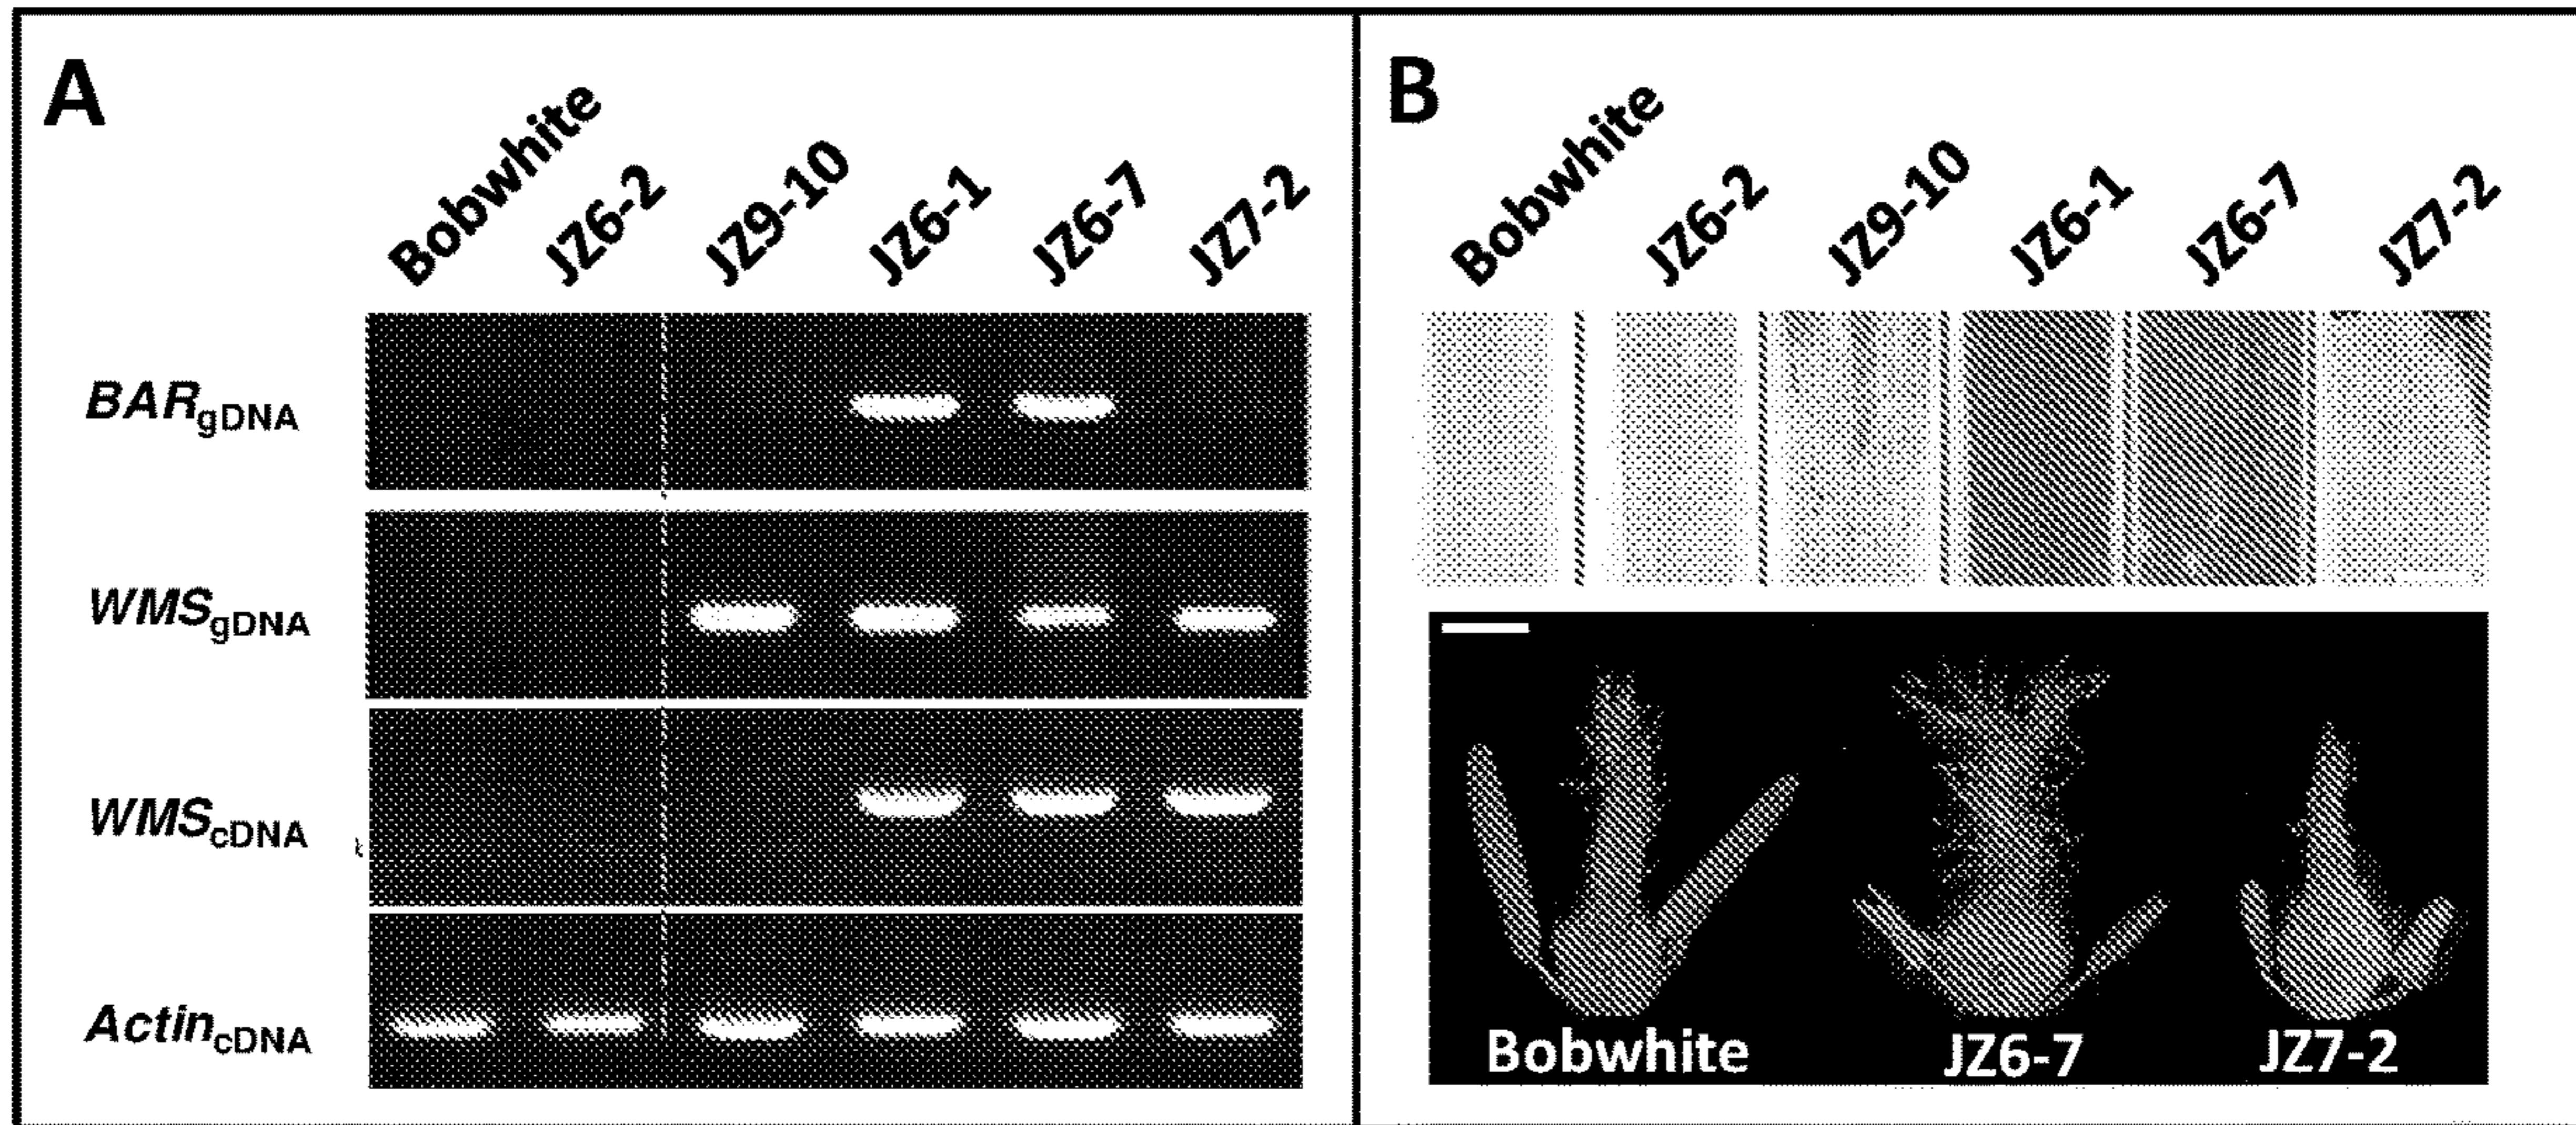 A
Bobwhite
JZ6-2
JZ9-10
JZ6-1
JZ6-7
JZ7-2
BARgDNA
WMSgDNA
WMScDNA
ActincDNA
B
Bobwhite
JZ6-2
JZ9-10
JZ6-1
JZ6-7
JZ7-2
Bobwhite JZ6-7 JZ7-2